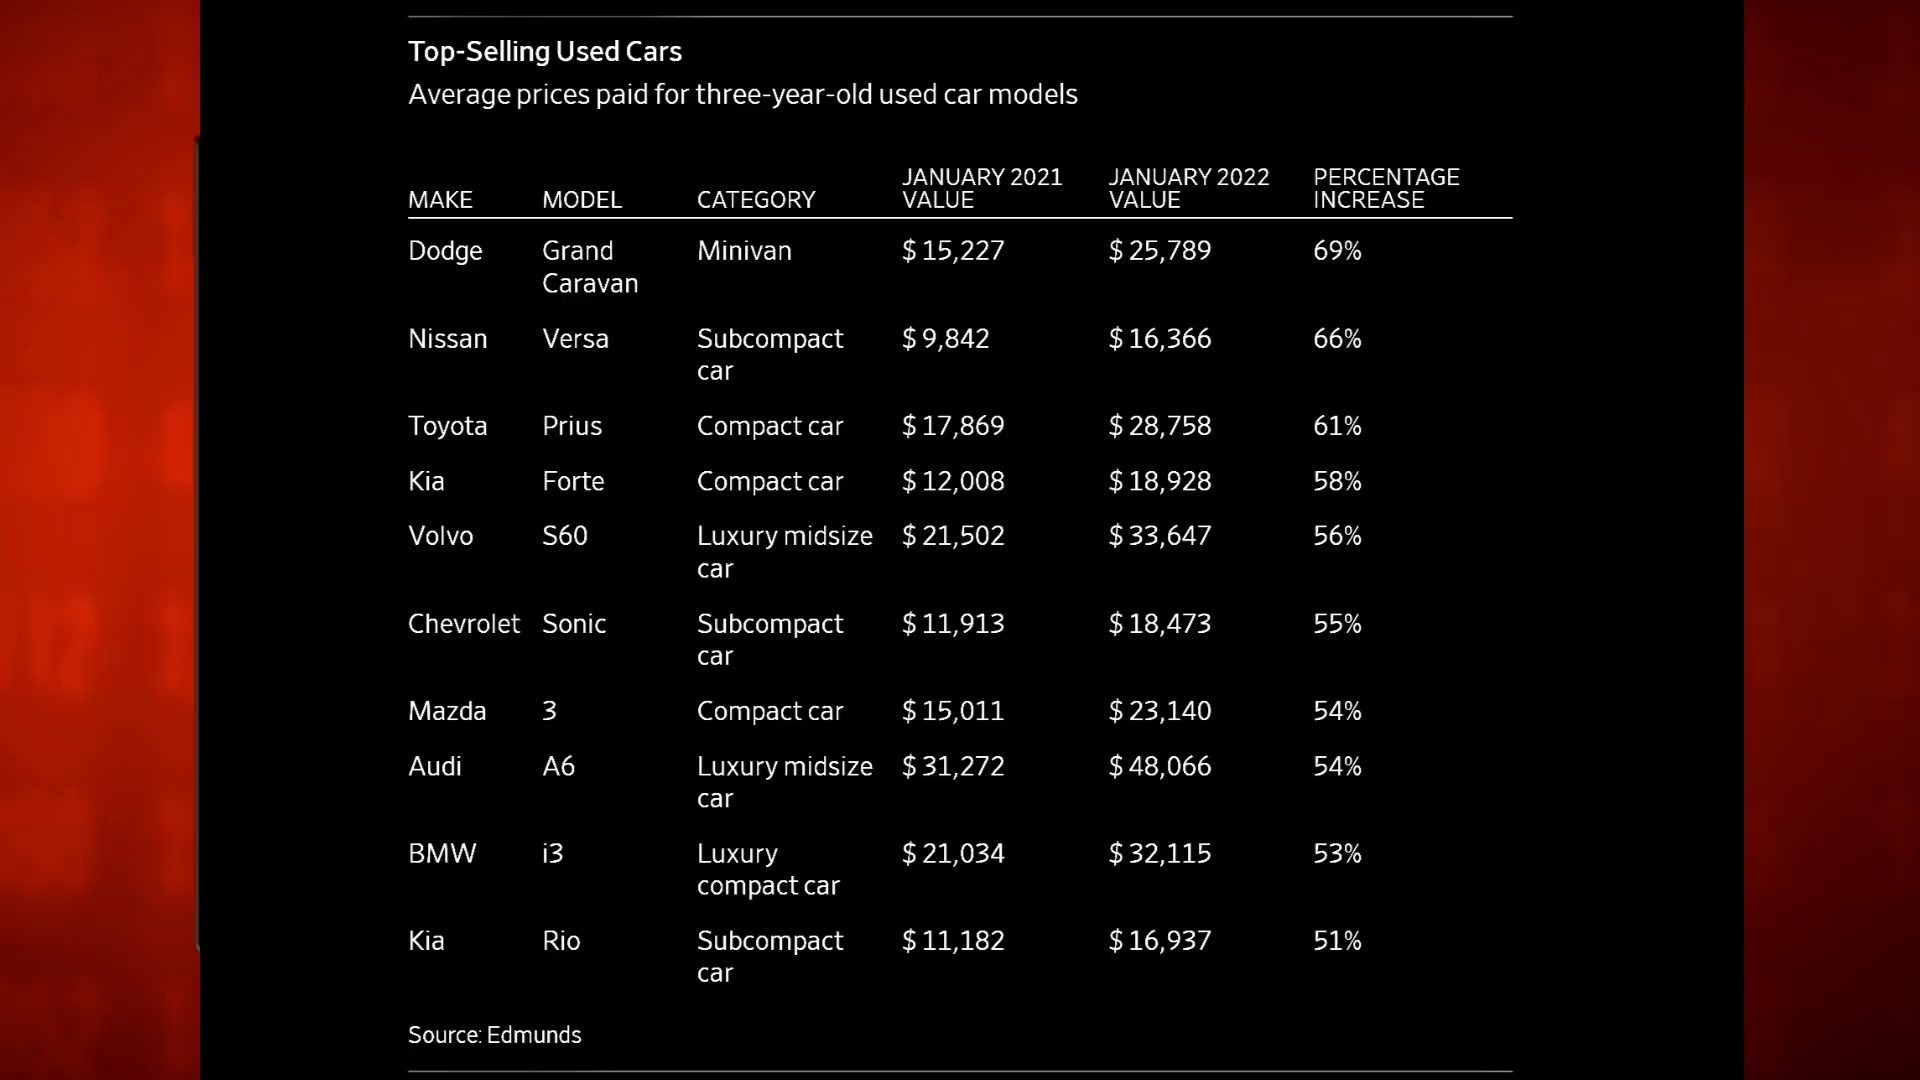 Top-Selling Used Cars
Average prices paid for three-year-old used car models
JANUARY 2021 JANUARY 2022 PERCENTAGE
MAKE MODEL CATEGORY VALUE VALUE INCREASE
Dodge Grand Minivan $ 15,227 $ 25,789 69%
Caravan
Nissan Versa Subcompact $ 9,842 $ 16,366 66%
car
Toyota Prius Compact car $ 17,869 $ 28,758 61%
Kia Forte Compact car $ 12,008 $ 18,928 58%
Volvo S60 Luxury midsize $ 21,502 $ 33,647 56%
car
Chevrolet Sonic Subcompact $ 11,913 $ 18,473 55%
car
Mazda 3 Compact car $ 15,011 $ 23,140 54%
Audi A6 Luxury midsize $ 31,272 $ 48,066 54%
car
BMW i3 Luxury $ 21,034 $ 32,115 53%
compact car
Kia Rio Subcompact $ 11,182 $ 16,937 51%
car
Source: Edmunds